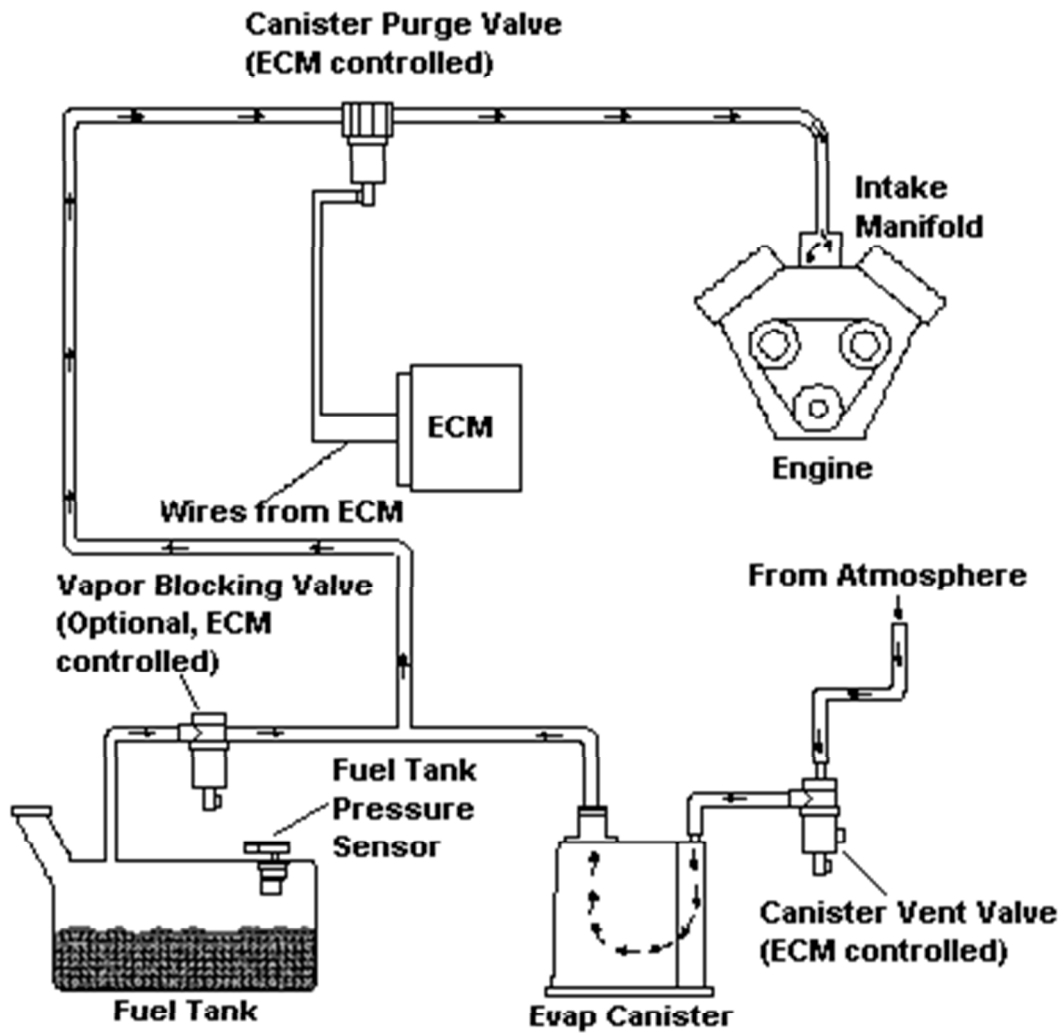 Canister Purge Valve
(ECM controlled)
Intake
Manifold
ECM
Engine
Wires from ECM
From Atmosphere
Vapor Blocking Valve
(Optional, ECM
controlled)
Fuel Tank
Pressure
Sensor
Canister Vent Valve
(ECM controlled)
Fuel Tank
Evap Canister